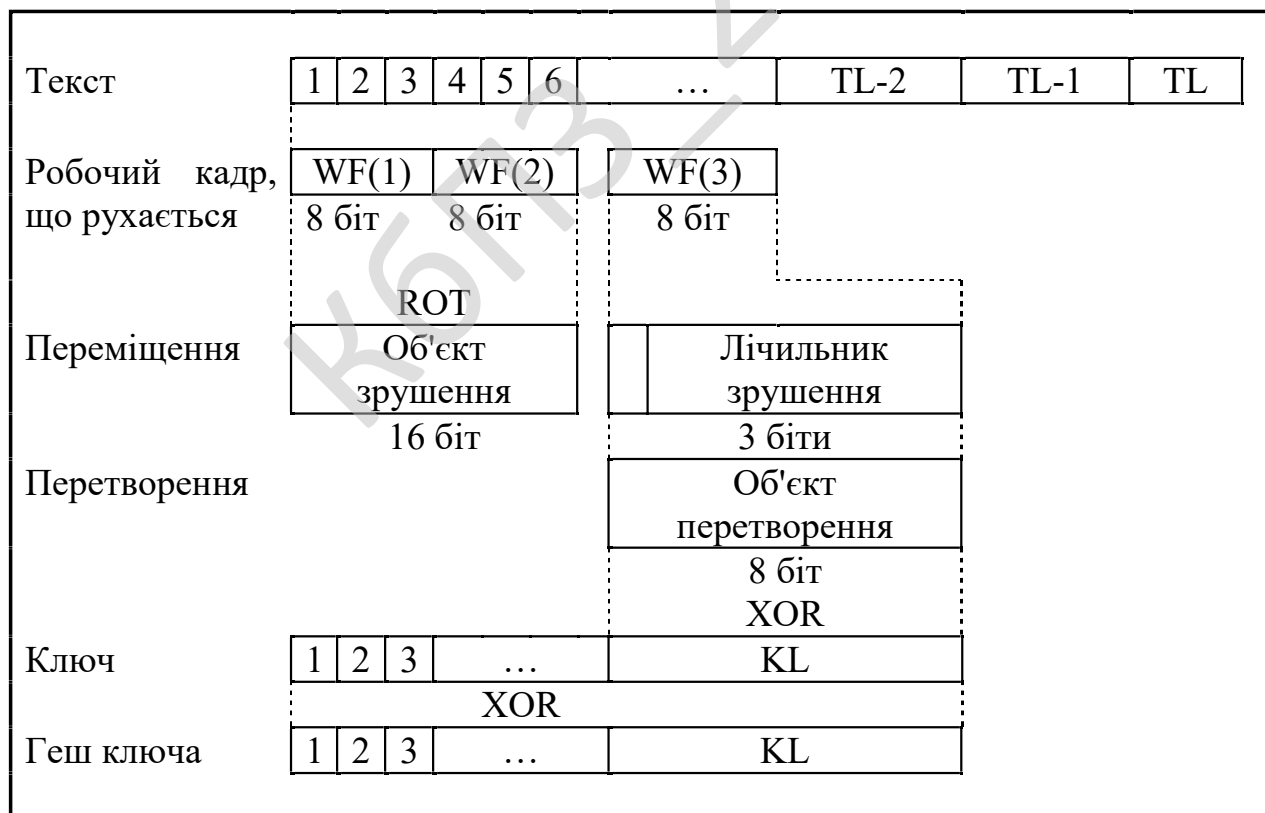 Текст 1 2 3 4 5 6 … TL-2 TL-1 TL
Робочий кадр, WF(1) WF(2) WF(3)
що рухається 8 біт 8 біт 8 біт
ROT
Переміщення Об'єкт Лічильник
зрушення зрушення
16 біт 3 біти
Перетворення Об'єкт
перетворення
8 біт
XOR
Ключ 1 2 3 … KL
XOR
Геш ключа 1 2 3 … KL